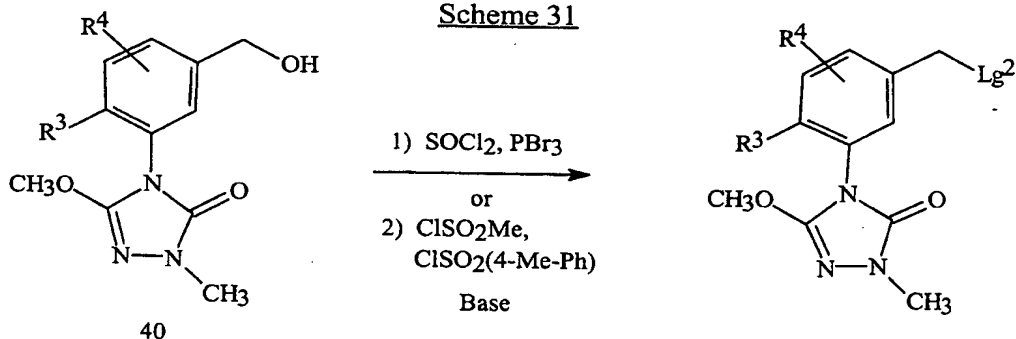 Scheme 31
R⁴
OH
R³
N
O
CH₃O
N
N
CH₃
40
1) SOCl₂, PBr₃
or
2) ClSO₂Me,
ClSO₂(4-Me-Ph)
Base
R⁴
Lg²
R³
N
O
CH₃O
N
N
CH₃